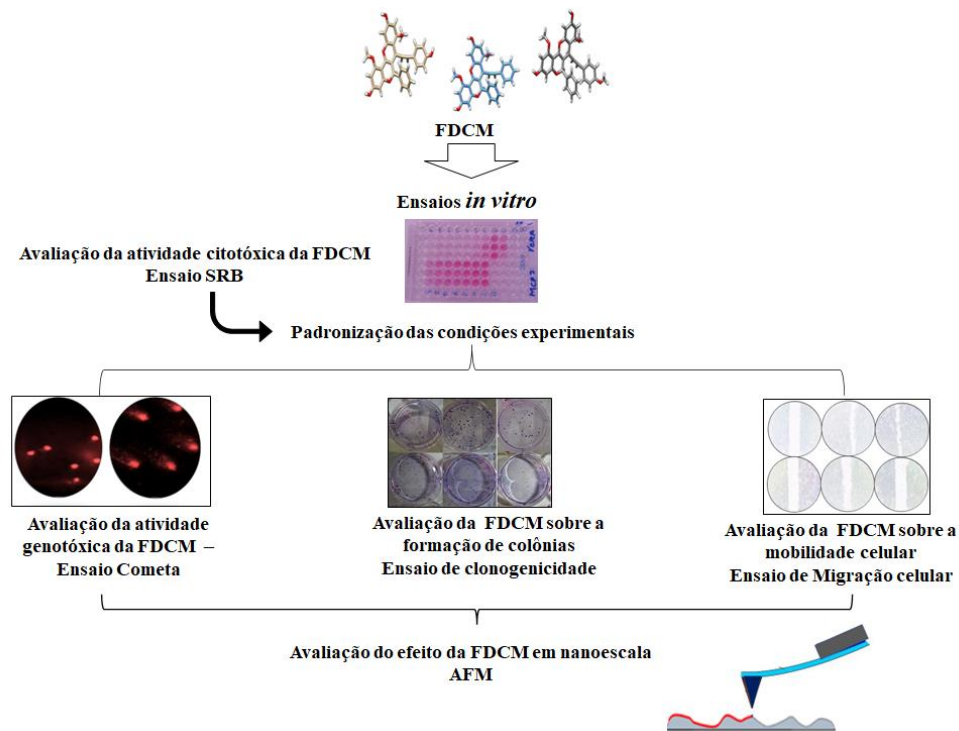 FDCM
Ensaios in vitro
Avaliação da atividade citotóxica da FDCM
Ensaio SRB
Padronização das condições experimentais
Avaliação da atividade
genotóxica da FDCM –
Ensaio Cometa
Avaliação da FDCM sobre a
formação de colônias
Ensaio de clonogenicidade
Avaliação da FDCM sobre a
mobilidade celular
Ensaio de Migração celular
Avaliação do efeito da FDCM em nanoescala
AFM